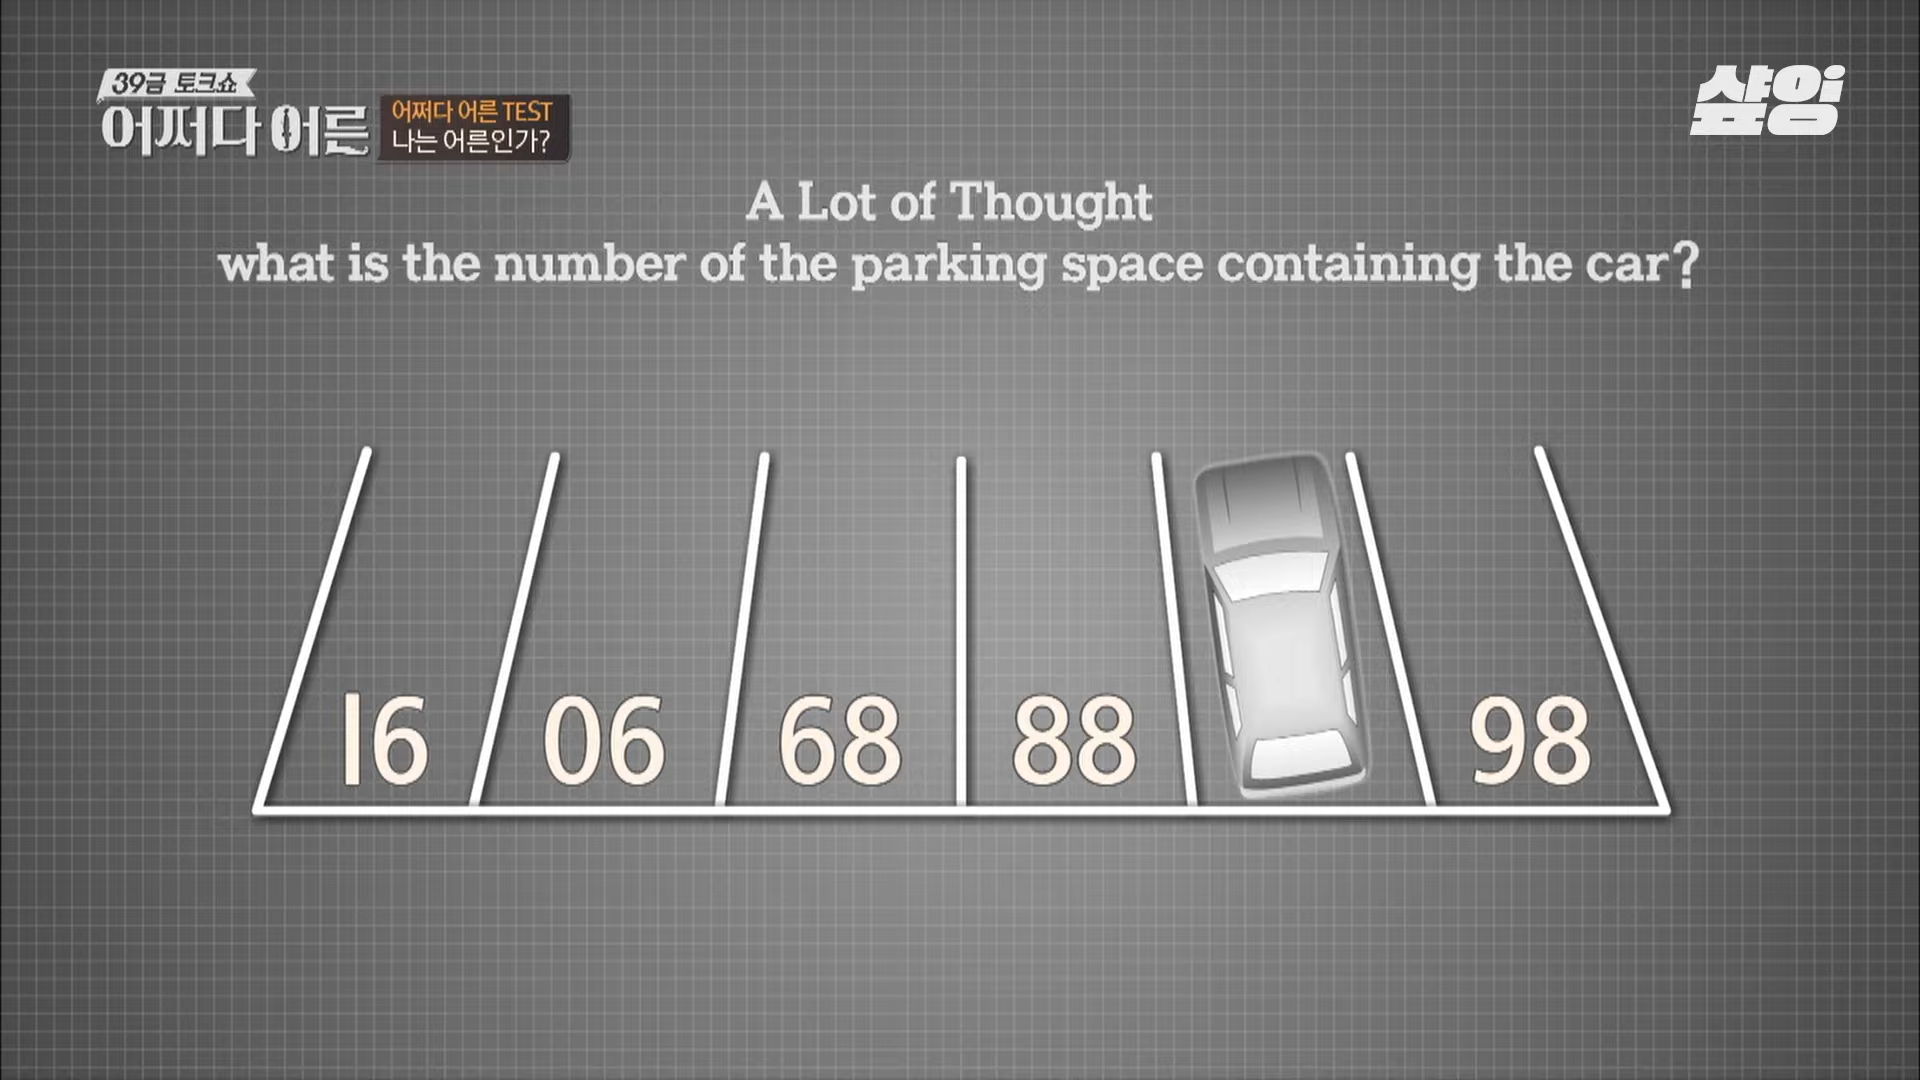 39금 토크쇼
어쩌다 어른
어쩌다 어른 TEST
나는 어른인가?
샾잉
A Lot of Thought
what is the number of the parking space containing the car?
16 06 68 88 98